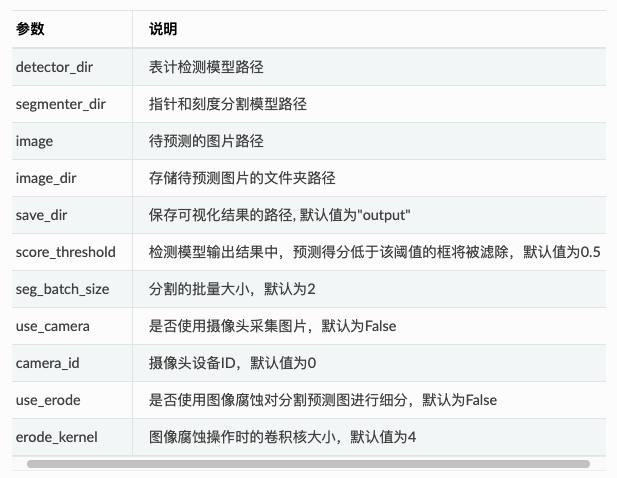 参数 说明
detector_dir 表计检测模型路径
segmenter_dir 指针和刻度分割模型路径
image 待预测的图片路径
image_dir 存储待预测图片的文件夹路径
save_dir 保存可视化结果的路径, 默认值为"output"
score_threshold 检测模型输出结果中，预测得分低于该阈值的框将被滤除，默认值为0.5
seg_batch_size 分割的批量大小，默认为2
use_camera 是否使用摄像头采集图片，默认为False
camera_id 摄像头设备ID，默认值为0
use_erode 是否使用图像腐蚀对分割预测图进行细分，默认为False
erode_kernel 图像腐蚀操作时的卷积核大小，默认值为4